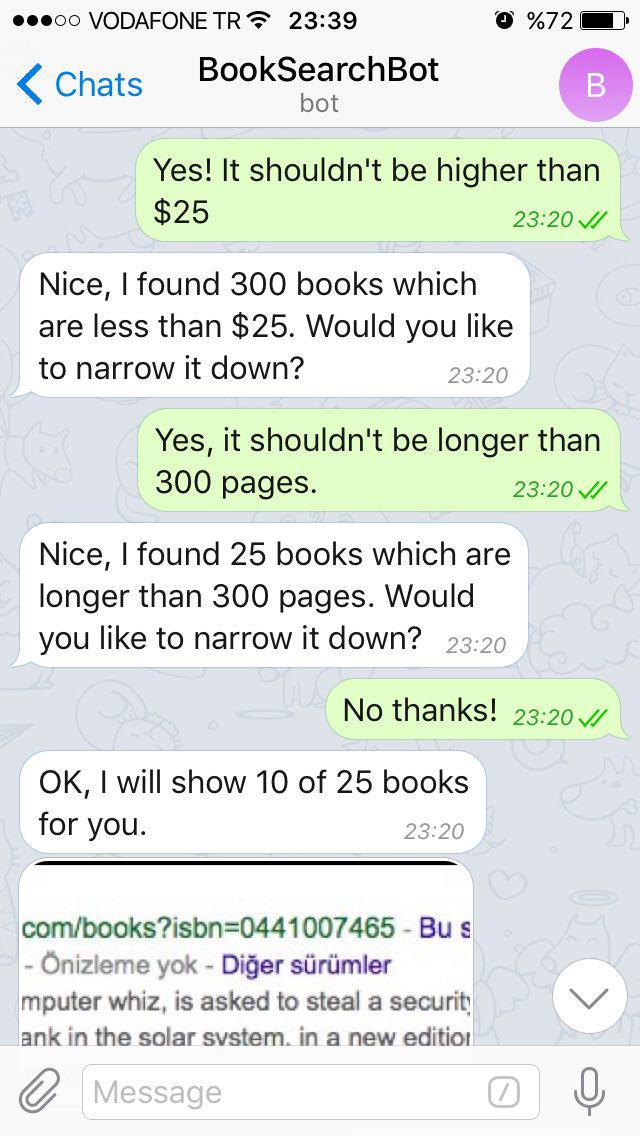 VODAFONE TR 23:39 %72
Chats
BookSearchBot
bot
B
Yes! It shouldn't be higher than
$25
23:20
Nice, I found 300 books which
are less than $25. Would you like
to narrow it down?
23:20
Yes, it shouldn't be longer than
300 pages.
23:20
Nice, I found 25 books which are
longer than 300 pages. Would
you like to narrow it down?
23:20
No thanks!
23:20
OK, I will show 10 of 25 books
for you.
23:20
com/books?isbn=0441007465 - Bu s
- Önizleme yok - Diğer sürümler
mputer whiz, is asked to steal a security
ank in the solar system, in a new edition
Message